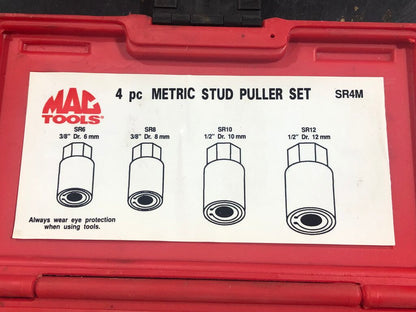 4 pc METRIC STUD PULLER SET SR4M
MAC
TOOLS®
SR6
3/8" Dr. 6 mm
SR8
3/8" Dr. 8 mm
SR10
1/2" Dr. 10 mm
SR12
1/2" Dr. 12 mm
Always wear eye protection
when using tools.